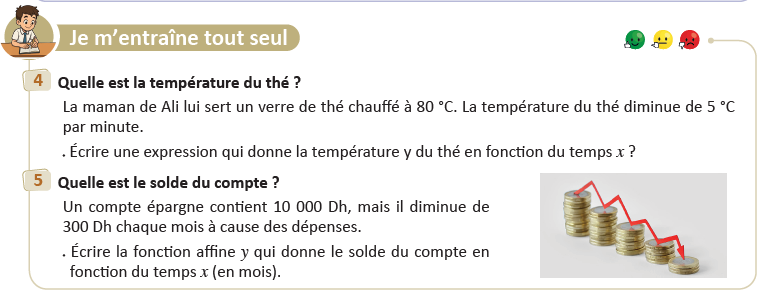 Je m'entraîne tout seul
4 Quelle est la température du thé ?
La maman de Ali lui sert un verre de thé chauffé à 80 °C. La température du thé diminue de 5 °C
par minute.
. Écrire une expression qui donne la température y du thé en fonction du temps x ?
5 Quelle est le solde du compte ?
Un compte épargne contient 10 000 Dh, mais il diminue de
300 Dh chaque mois à cause des dépenses.
. Écrire la fonction affine y qui donne le solde du compte en
fonction du temps x (en mois).